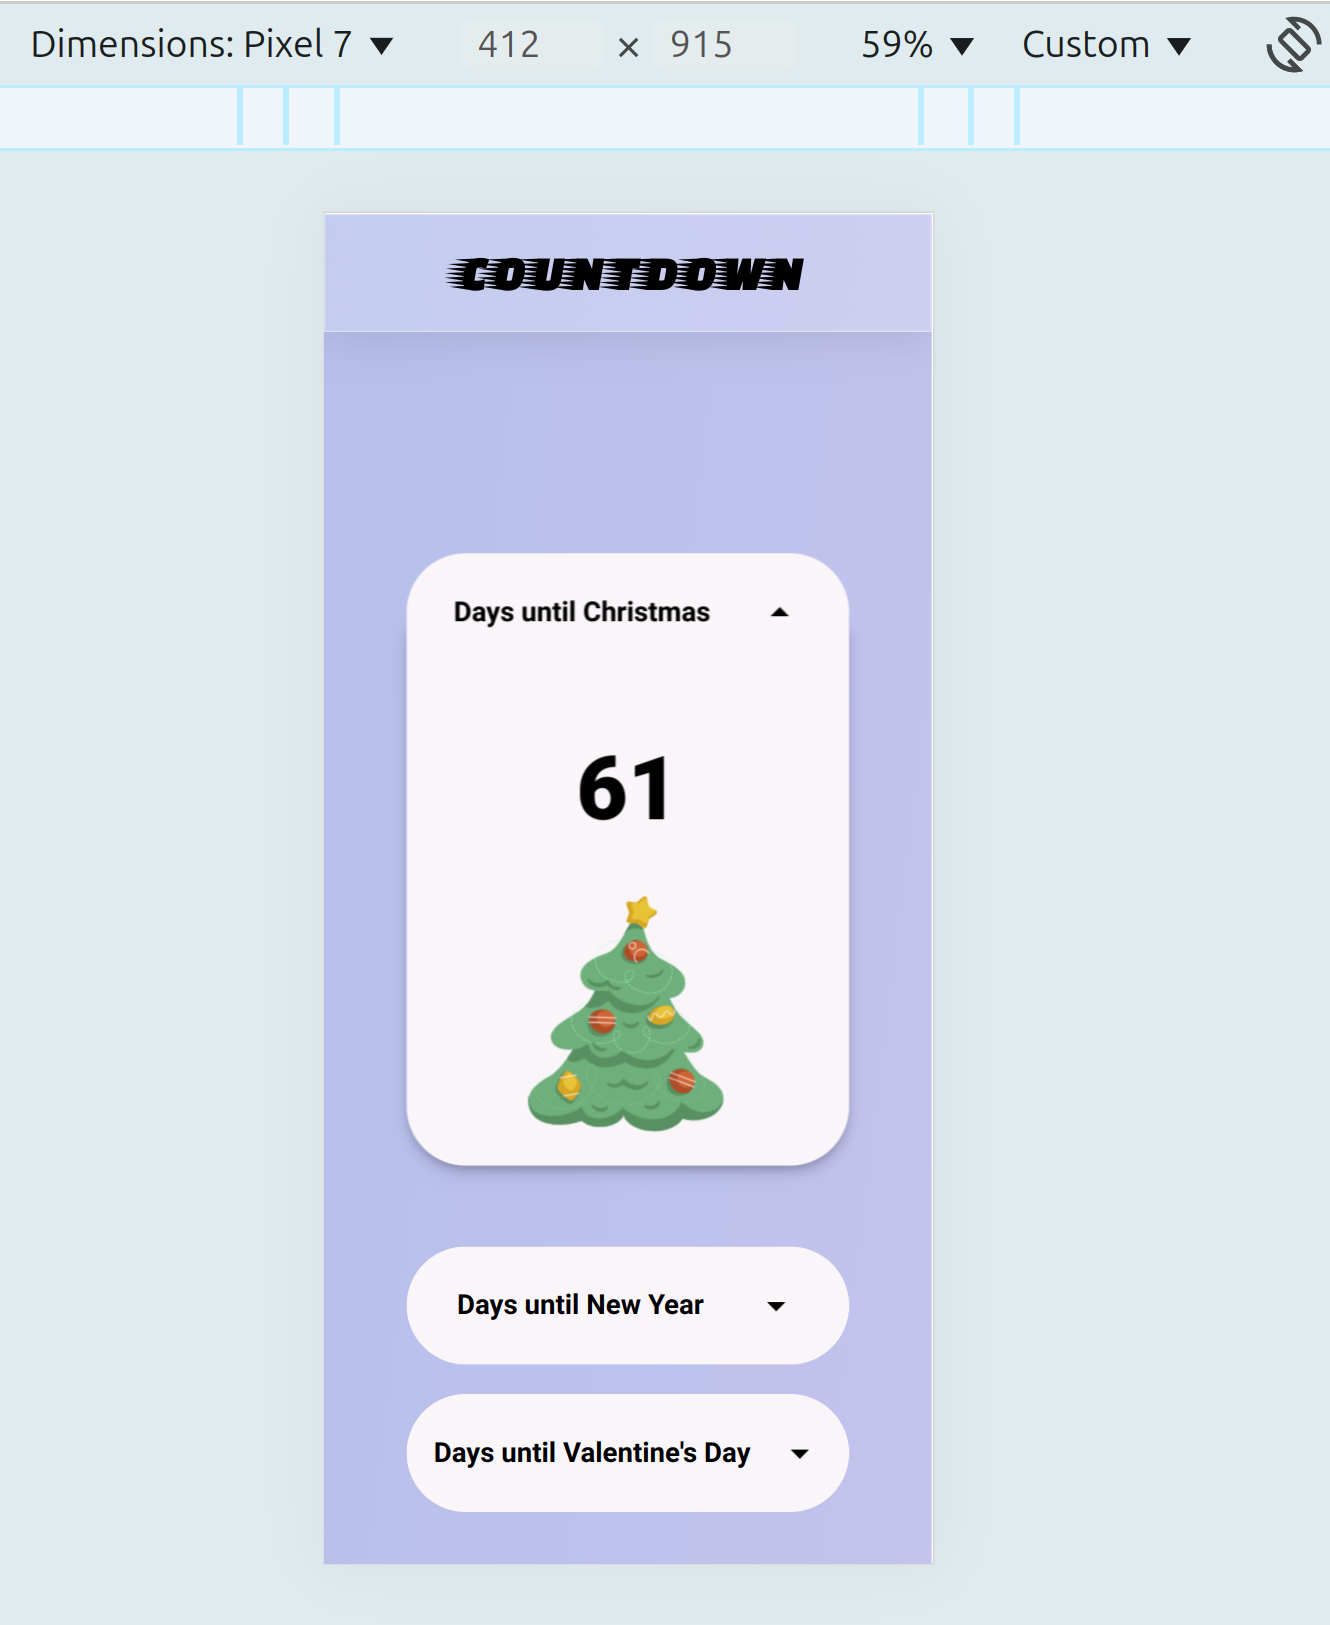 Dimensions: Pixel 7 412 × 915 59% Custom
COUNTDOWN
Days until Christmas
61
Days until New Year
Days until Valentine's Day